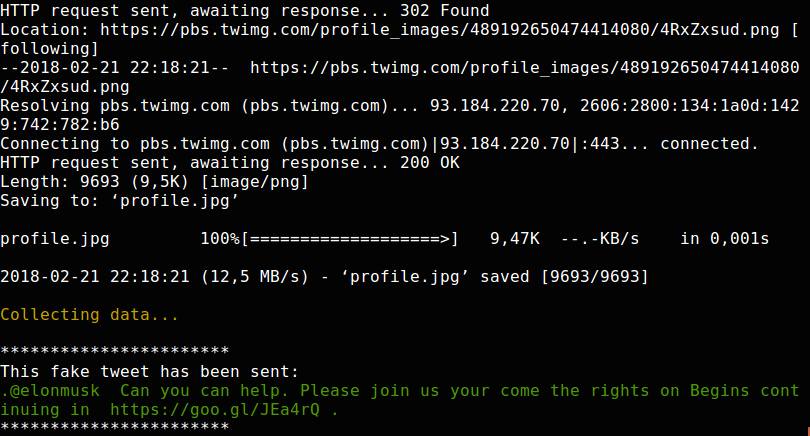 HTTP request sent, awaiting response... 302 Found
Location: https://pbs.twimg.com/profile_images/489192650474414080/4RxZxsud.png [
following]
--2018-02-21 22:18:21--  https://pbs.twimg.com/profile_images/489192650474414080
/4RxZxsud.png
Resolving pbs.twimg.com (pbs.twimg.com)... 93.184.220.70, 2606:2800:134:1a0d:142
9:742:782:b6
Connecting to pbs.twimg.com (pbs.twimg.com)|93.184.220.70|:443... connected.
HTTP request sent, awaiting response... 200 OK
Length: 9693 (9,5K) [image/png]
Saving to: ‘profile.jpg’
profile.jpg         100%[===================>]   9,47K  --.-KB/s    in 0,001s
2018-02-21 22:18:21 (12,5 MB/s) - ‘profile.jpg’ saved [9693/9693]
Collecting data...
***********************
This fake tweet has been sent:
.@elonmusk  Can you can help. Please join us your come the rights on Begins cont
inuing in  https://goo.gl/JEa4rQ .
***********************